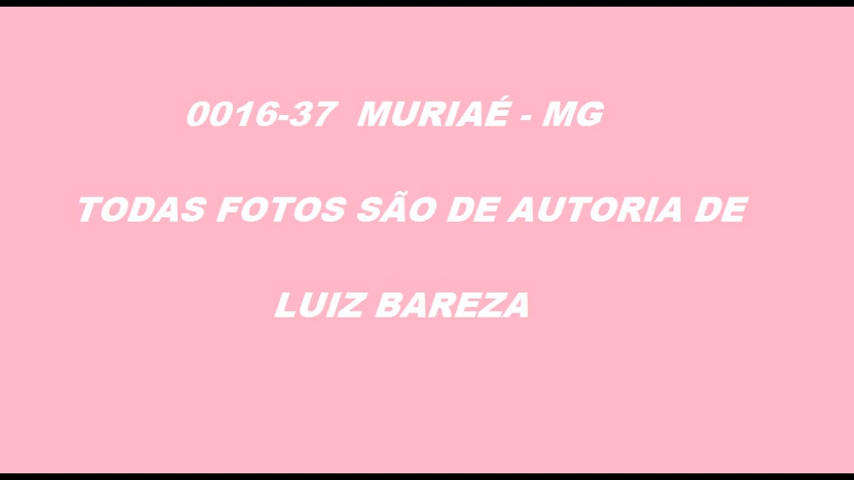 0016-37 MURIAÉ - MG
TODAS FOTOS SÃO DE AUTORIA DE
LUIZ BAREZA